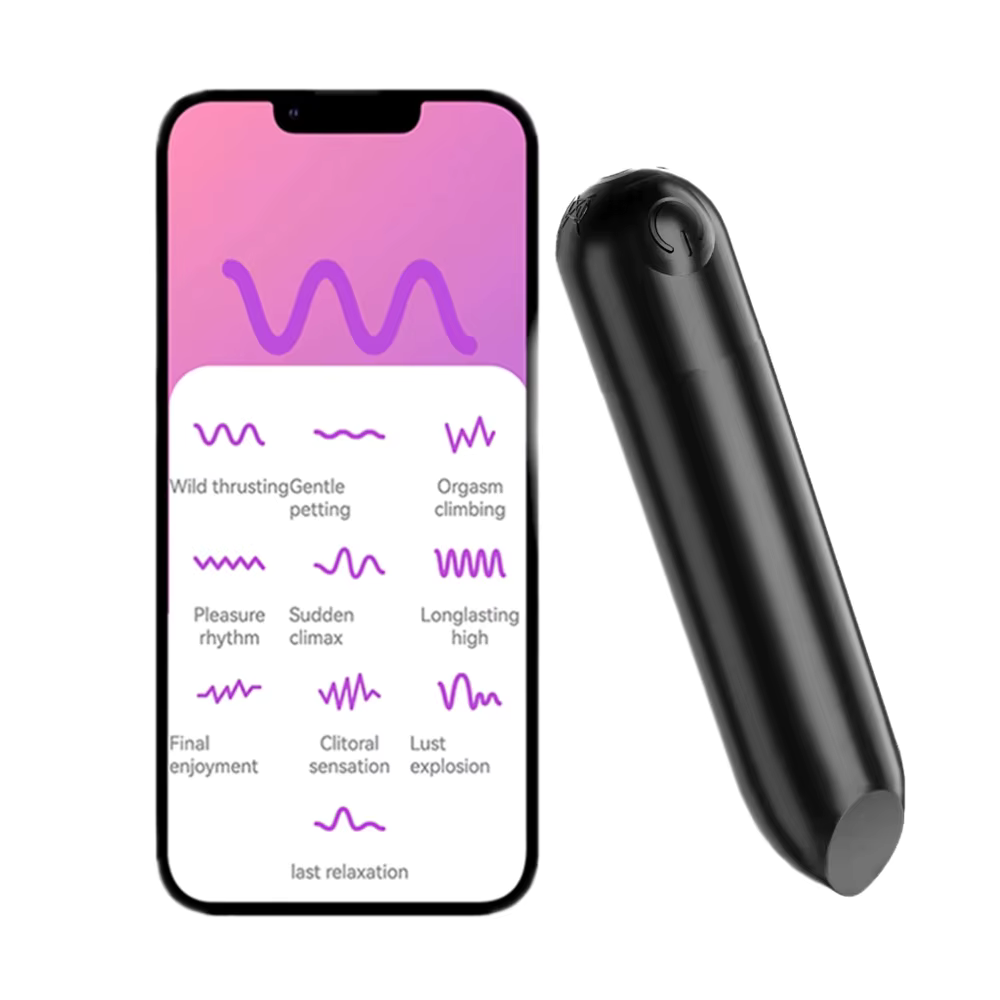 Wild thrusting
Gentle
petting
Orgasm
climbing
Pleasure
rhythm
Sudden
climax
Longlasting
high
Final
enjoyment
Clitoral
sensation
Lust
explosion
last relaxation